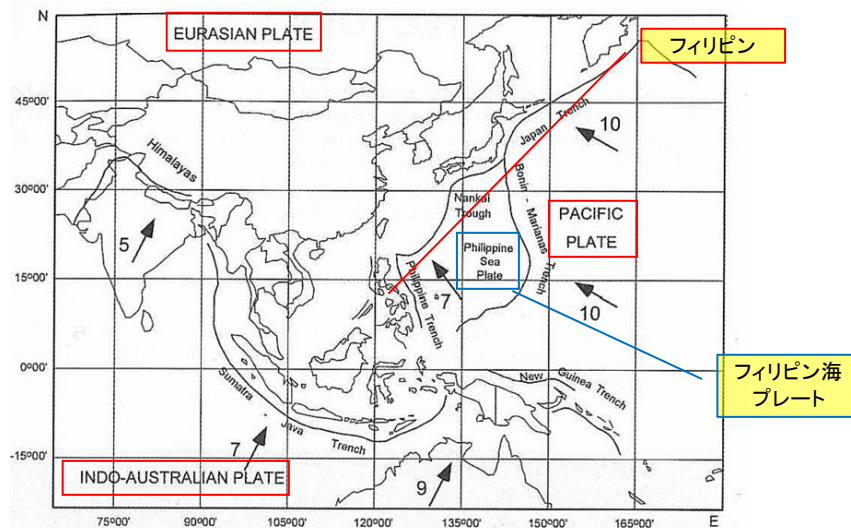 N
EURASIAN PLATE
フィリピン
45°00'
Himalayas
Japan Trench
10
30°00'
Nankai
Trough
Bonin - Marianas Trench
PACIFIC
PLATE
5
Philippine
Sea
Plate
15°00'
Philippine Trench
7
10
0°00'
New Guinea Trench
フィリピン海
プレート
Sumatra
Java
Trench
7
-15°00'
INDO-AUSTRALIAN PLATE
9
75°00'
90°00'
105°00'
120°00'
135°00'
150°00'
165°00'
E